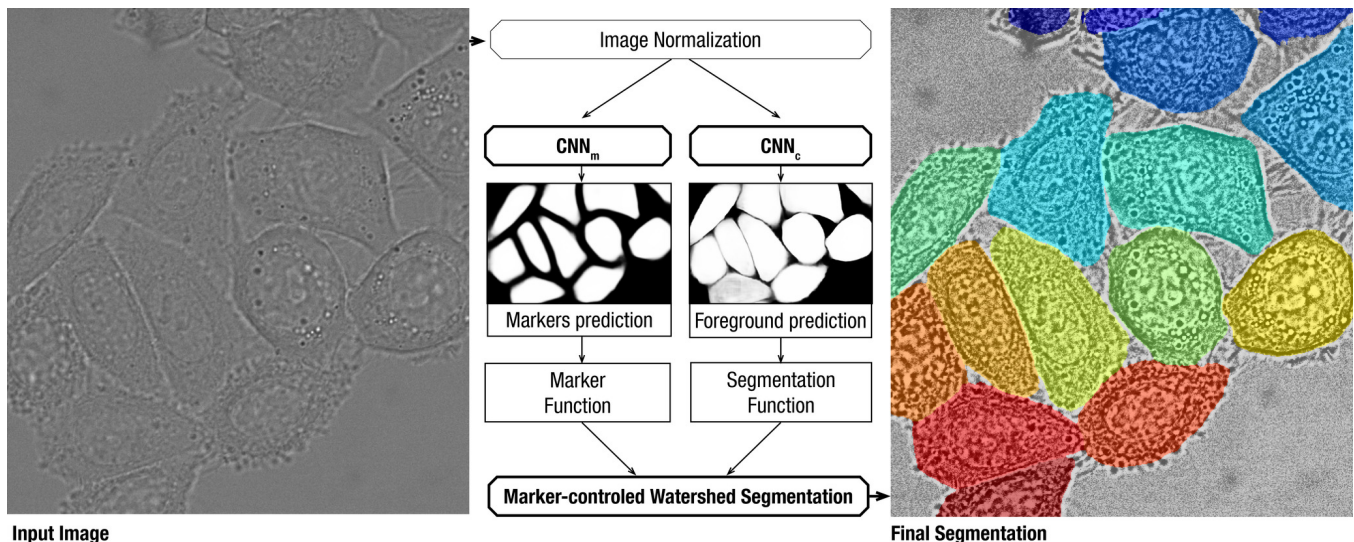 Image Normalization
CNNm
CNNc
Markers prediction
Foreground prediction
Marker
Function
Segmentation
Function
Marker-controled Watershed Segmentation
Input Image
Final Segmentation